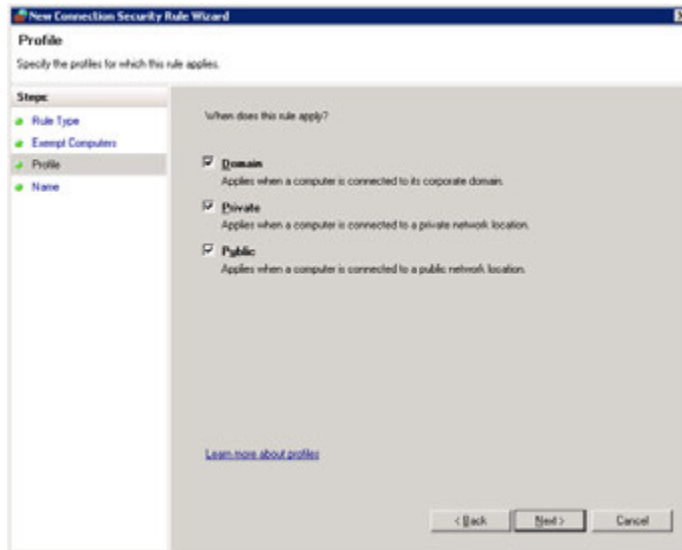 New Connection Security Rule Wizard
Profile
Specify the profiles for which this rule applies.
Steps:
Rule Type
Exempt Computers
Profile
Name
When does this rule apply?
Domain
Applies when a computer is connected to its corporate domain.
Private
Applies when a computer is connected to a private network location.
Public
Applies when a computer is connected to a public network location.
Learn more about profiles
< Back
Next >
Cancel